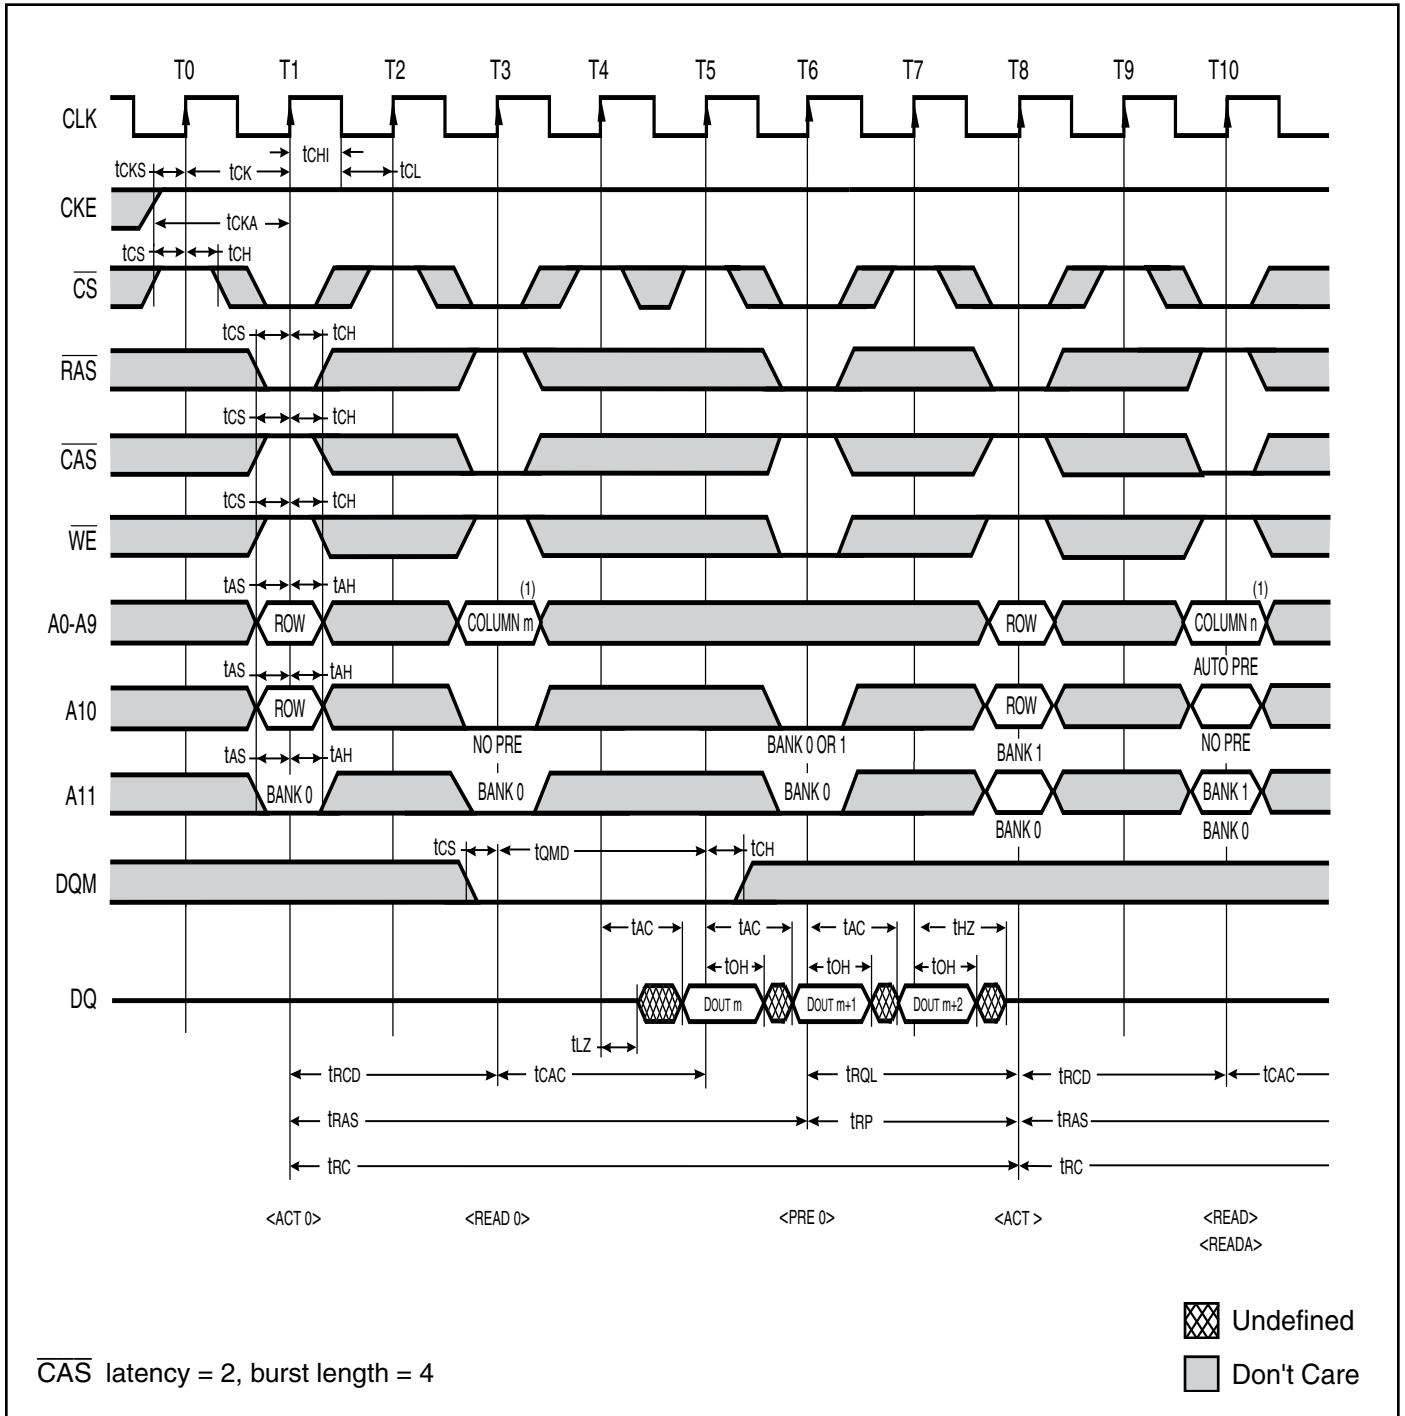 T0 T1 T2 T3 T4 T5 T6 T7 T8 T9 T10
CLK
tCHI
tCKS tCK tCL
CKE
tCKA
tCS tCH
CS
tCS tCH
RAS
tCS tCH
CAS
tCS tCH
WE
tAS tAH (1) (1)
A0-A9 ROW COLUMN m ROW COLUMN n
tAS tAH AUTO PRE
A10 ROW ROW
NO PRE BANK 0 OR 1 BANK 1 NO PRE
tAS tAH
A11 BANK 0 BANK 0 BANK 0 BANK 1
BANK 0 BANK 0
tCS tQMD tCH
DQM
tAC tAC tAC tHZ
tOH tOH tOH
DQ DOUT m DOUT m+1 DOUT m+2
tLZ
tRCD tCAC tRQL tRCD tCAC
tRAS tRP tRAS
tRC tRC
<ACT 0> <READ 0> <PRE 0> <ACT > <READ>
<READA>
Undefined
CAS latency = 2, burst length = 4 Don't Care